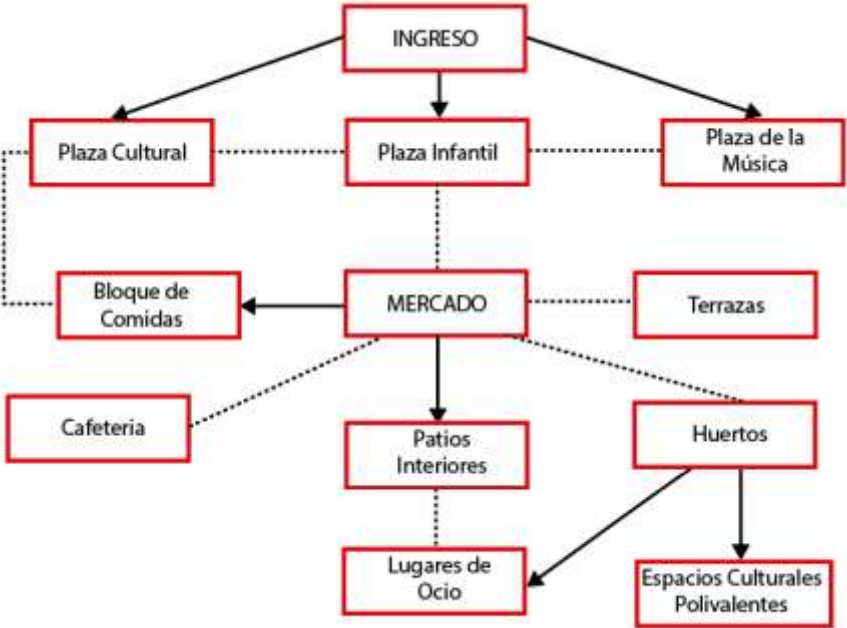 INGRESO
Plaza Cultural
Plaza Infantil
Plaza de la
Música
Bloque de
Comidas
MERCADO
Terrazas
Cafeteria
Patios
Interiores
Huertos
Lugares de
Ocio
Espacios Culturales
Polivalentes